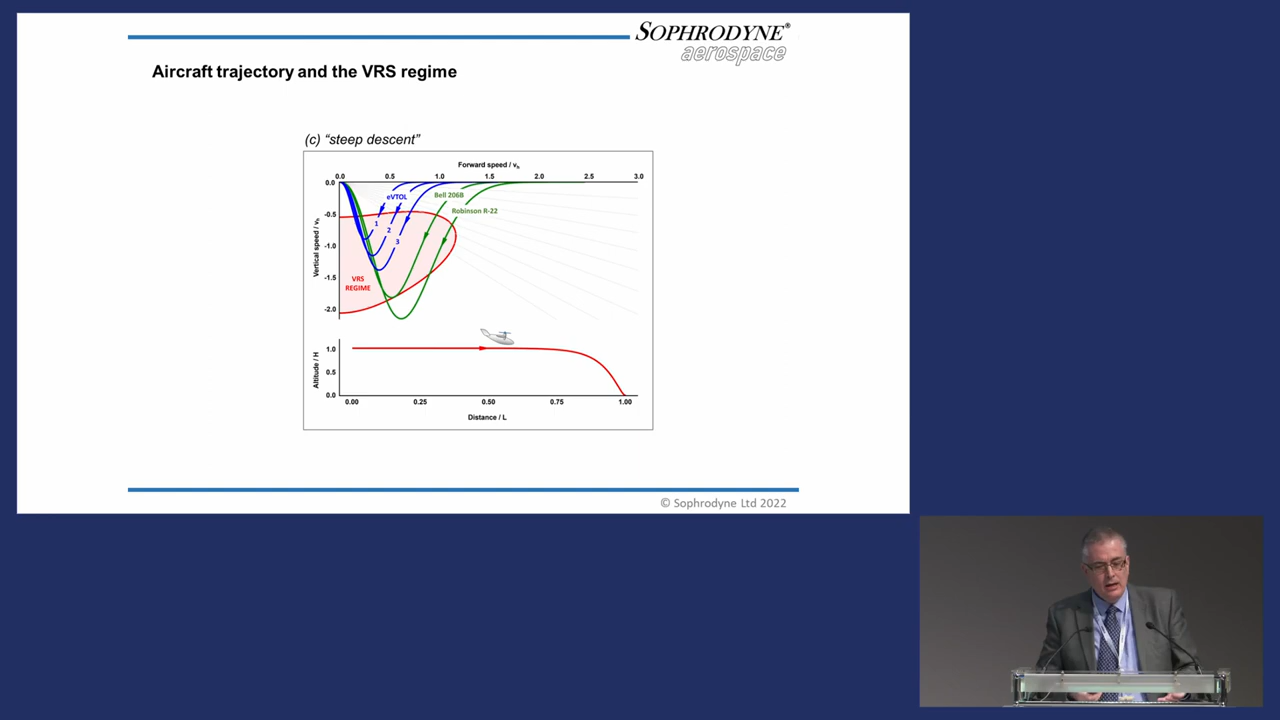 SOPHRODYNE®
aerospace
Aircraft trajectory and the VRS regime
(c) “steep descent”
Forward speed / vh
0.0 0.5 1.0 1.5 2.0 2.5 3.0
0.0
-0.5
-1.0
-1.5
-2.0
Vertical speed / vh
eVTOL
1
2
3
Bell 206B
Robinson R-22
VRS
REGIME
Altitude / H
1.0
0.5
0.0
0.00 0.25 0.50 0.75 1.00
Distance / L
© Sophrodyne Ltd 2022